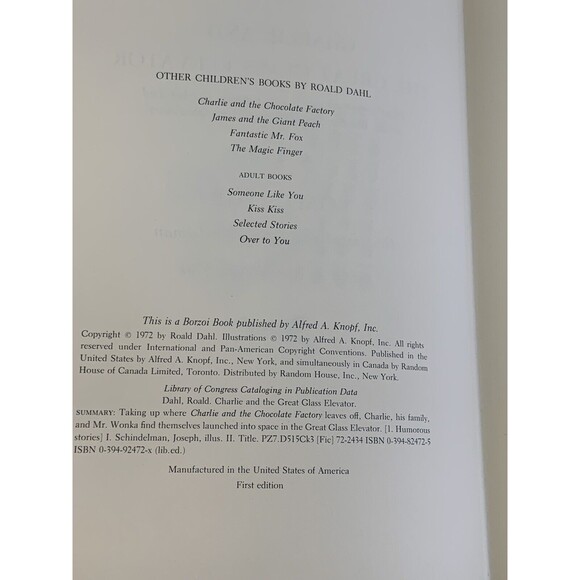 OTHER CHILDREN'S BOOKS BY ROALD DAHL
Charlie and the Chocolate Factory
James and the Giant Peach
Fantastic Mr. Fox
The Magic Finger
ADULT BOOKS
Someone Like You
Kiss Kiss
Selected Stories
Over to You
This is a Borzoi Book published by Alfred A. Knopf, Inc.
Copyright © 1972 by Roald Dahl. Illustrations © 1972 by Alfred A. Knopf, Inc. All rights
reserved under International and Pan-American Copyright Conventions. Published in the
United States by Alfred A. Knopf, Inc., New York, and simultaneously in Canada by Random
House of Canada Limited, Toronto. Distributed by Random House, Inc., New York.
Library of Congress Cataloging in Publication Data
Dahl, Roald. Charlie and the Great Glass Elevator.
SUMMARY: Taking up where Charlie and the Chocolate Factory leaves off, Charlie, his family,
and Mr. Wonka find themselves launched into space in the Great Glass Elevator. [1. Humorous
stories] I. Schindelman, Joseph, illus. II. Title. PZ7.D515Ck3 [Fic] 72-2434 ISBN 0-394-82472-5
ISBN 0-394-92472-x (lib.ed.)
Manufactured in the United States of America
First edition